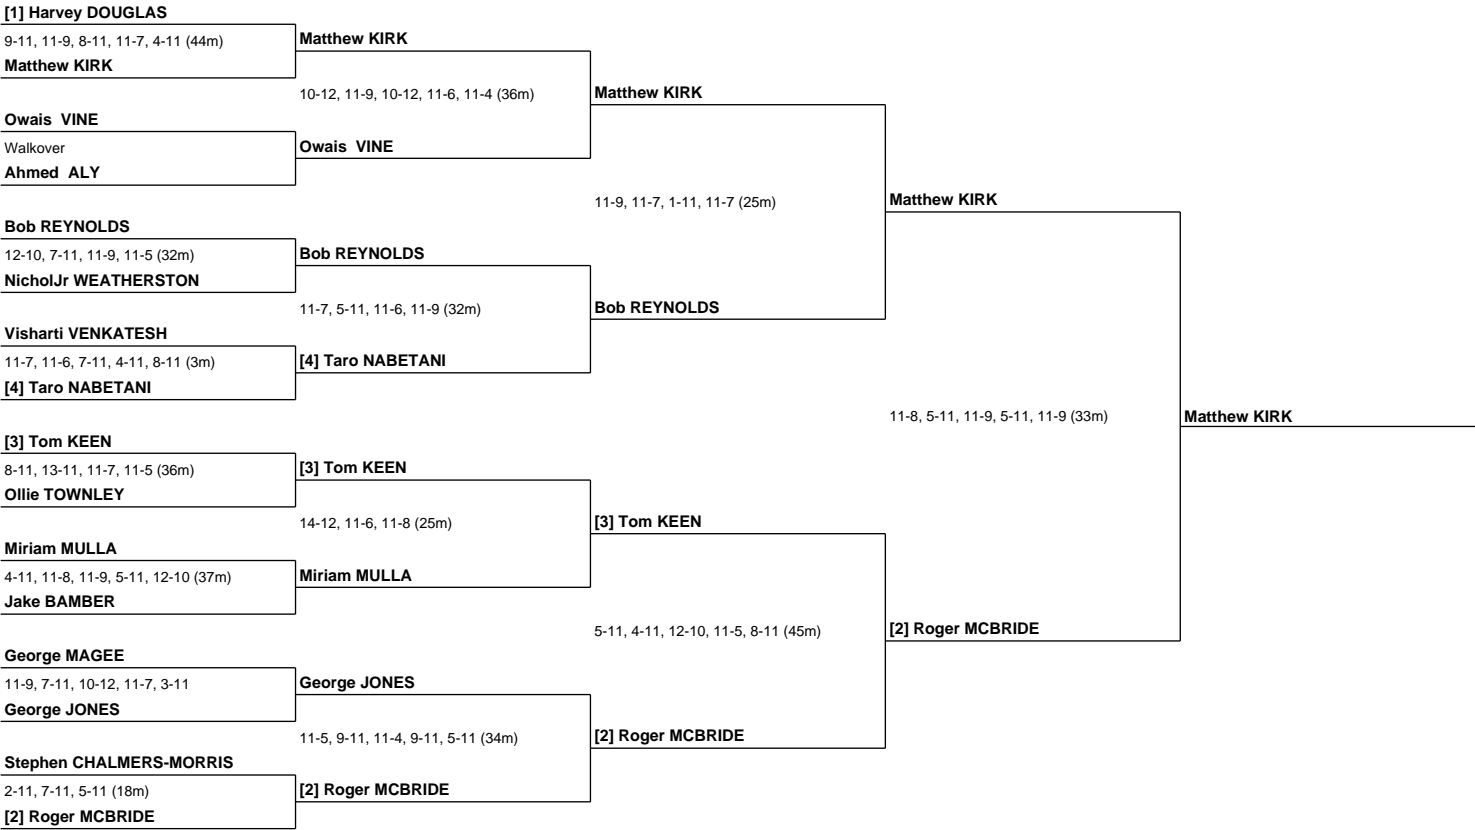 [1] Harvey DOUGLAS
9-11, 11-9, 8-11, 11-7, 4-11 (44m)
Matthew KIRK
Owais  VINE
Walkover
Ahmed  ALY
Bob REYNOLDS
12-10, 7-11, 11-9, 11-5 (32m)
NicholJr WEATHERSTON
Visharti VENKATESH
11-7, 11-6, 7-11, 4-11, 8-11 (3m)
[4] Taro NABETANI
[3] Tom KEEN
8-11, 13-11, 11-7, 11-5 (36m)
Ollie TOWNLEY
Miriam MULLA
4-11, 11-8, 11-9, 5-11, 12-10 (37m)
Jake BAMBER
George MAGEE
11-9, 7-11, 10-12, 11-7, 3-11
George JONES
Stephen CHALMERS-MORRIS
2-11, 7-11, 5-11 (18m)
[2] Roger MCBRIDE
Matthew KIRK
10-12, 11-9, 10-12, 11-6, 11-4 (36m)
Owais  VINE
Bob REYNOLDS
11-7, 5-11, 11-6, 11-9 (32m)
[4] Taro NABETANI
[3] Tom KEEN
14-12, 11-6, 11-8 (25m)
Miriam MULLA
George JONES
11-5, 9-11, 11-4, 9-11, 5-11 (34m)
[2] Roger MCBRIDE
Matthew KIRK
11-9, 11-7, 1-11, 11-7 (25m)
Bob REYNOLDS
[3] Tom KEEN
5-11, 4-11, 12-10, 11-5, 8-11 (45m)
[2] Roger MCBRIDE
Matthew KIRK
11-8, 5-11, 11-9, 5-11, 11-9 (33m)
[2] Roger MCBRIDE
Matthew KIRK